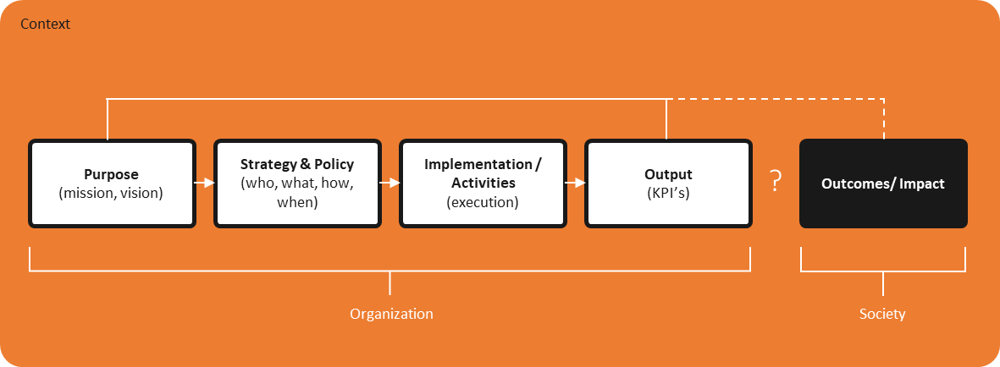 Context
Purpose
(mission, vision)
Strategy & Policy
(who, what, how,
when)
Implementation /
Activities
(execution)
Output
(KPI's)
?
Outcomes/ Impact
Organization
Society